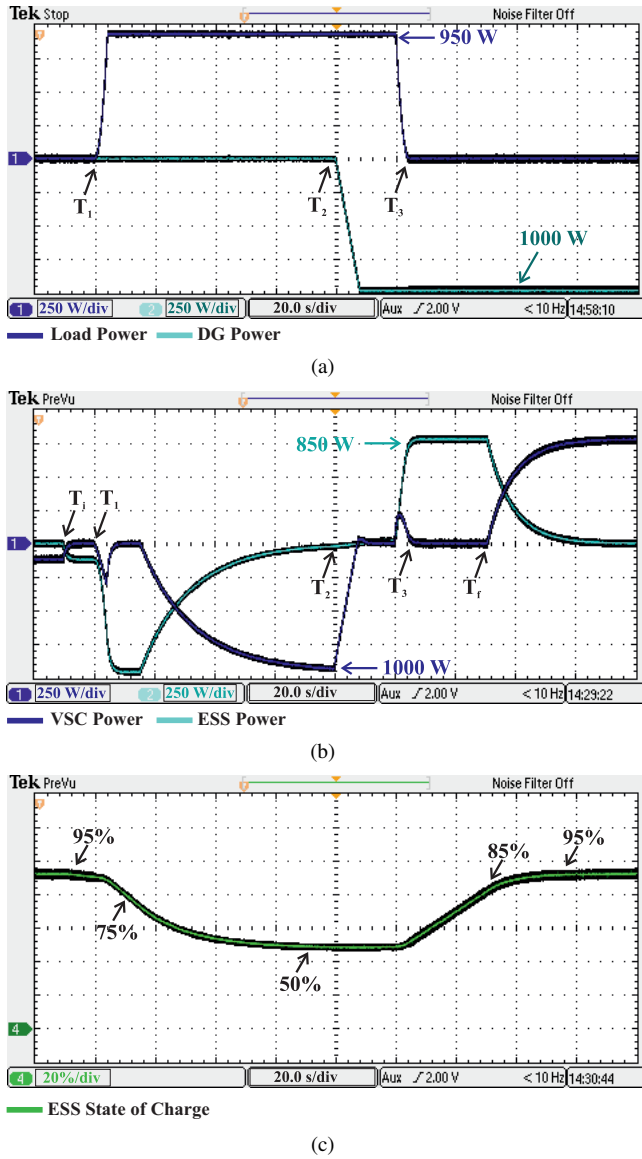 Tek Stop Noise Filter Off
950 W
1
T1 T2 T3
1000 W
1 250 W/div 2 250 W/div 20.0 s/div Aux ƒ 2.00 V < 10 Hz 14:58:10
Load Power DG Power
(a)
Tek PreVu Noise Filter Off
850 W
Ti T1
1
T2 T3 Tf
1000 W
1 250 W/div 2 250 W/div 20.0 s/div Aux ƒ 2.00 V < 10 Hz 14:29:22
VSC Power ESS Power
(b)
Tek PreVu Noise Filter Off
95% 85% 95%
75%
50%
4
4 20%/div 20.0 s/div Aux ƒ 2.00 V < 10 Hz 14:30:44
ESS State of Charge
(c)